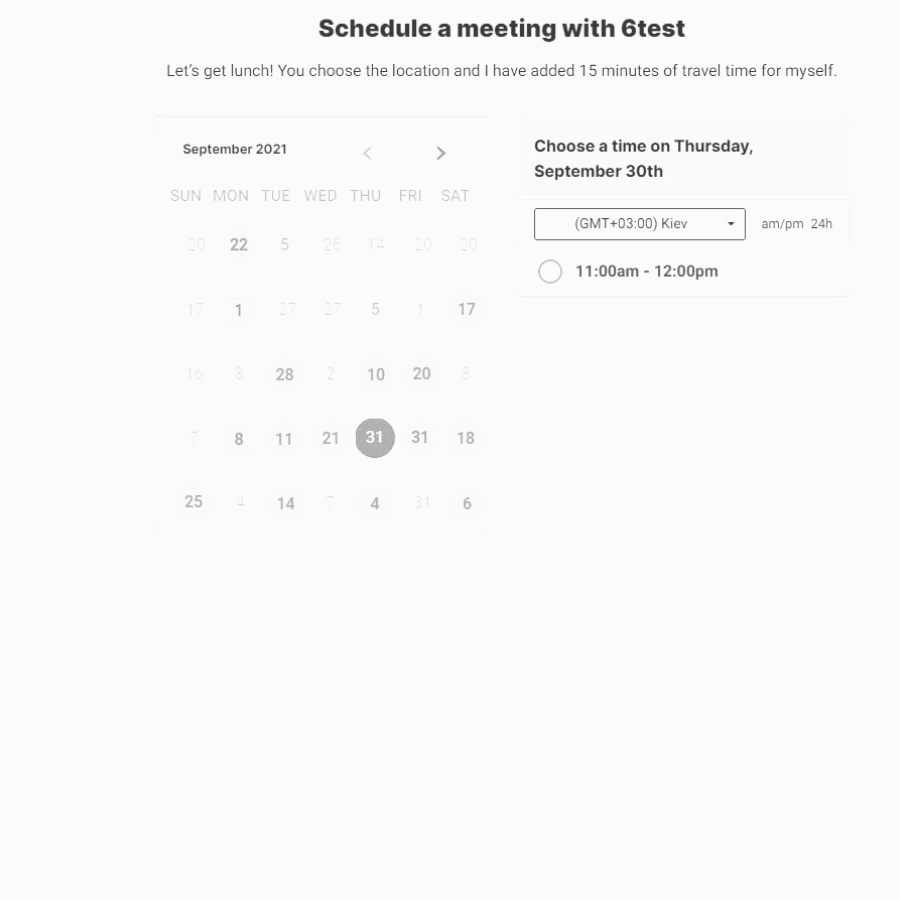 Schedule a meeting with 6test
Let's get lunch! You choose the location and I have added 15 minutes of travel time for myself.
September 2021
SUN MON TUE WED THU FRI SAT
20 22 5 26 14 20 20
17 1 27 27 5 1 17
16 8 28 2 10 20 8
7 8 11 21 31 31 18
25 4 14 7 4 31 6
Choose a time on Thursday,
September 30th
(GMT+03:00) Kiev am/pm 24h
11:00am - 12:00pm